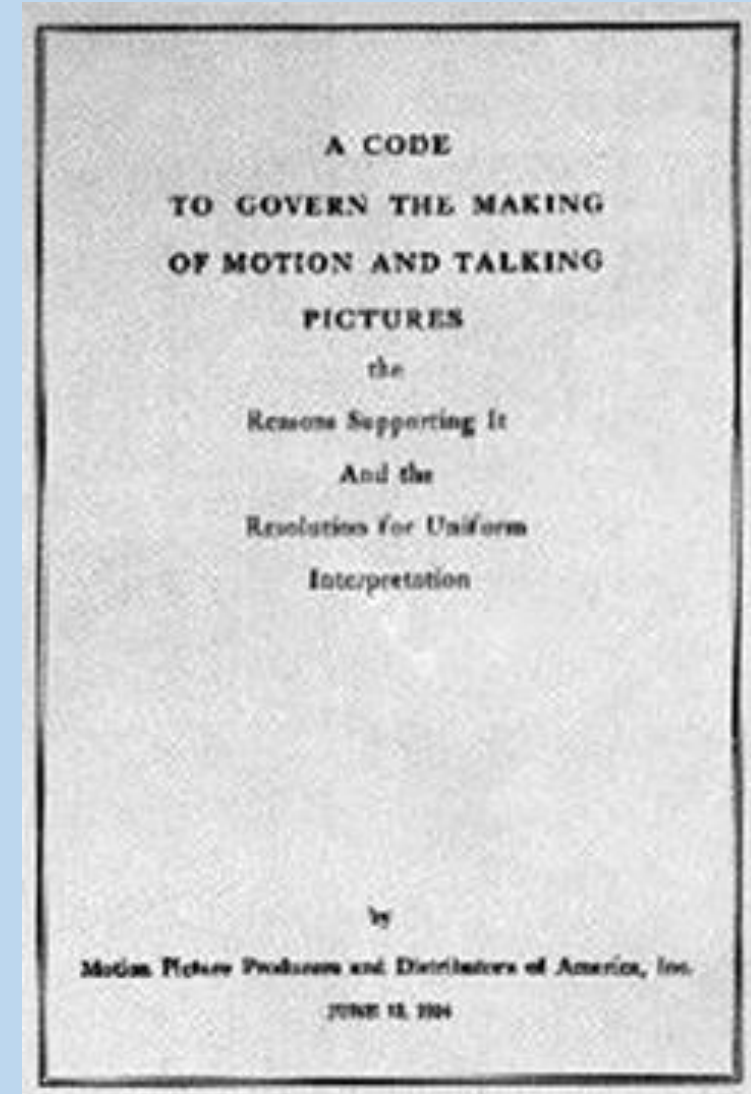 A CODE
TO GOVERN THE MAKING
OF MOTION AND TALKING
PICTURES
the
Reasons Supporting It
And the
Resolution for Uniform
Interpretation
by
Motion Picture Producers and Distributors of America, Inc.
JUNE 13, 1934